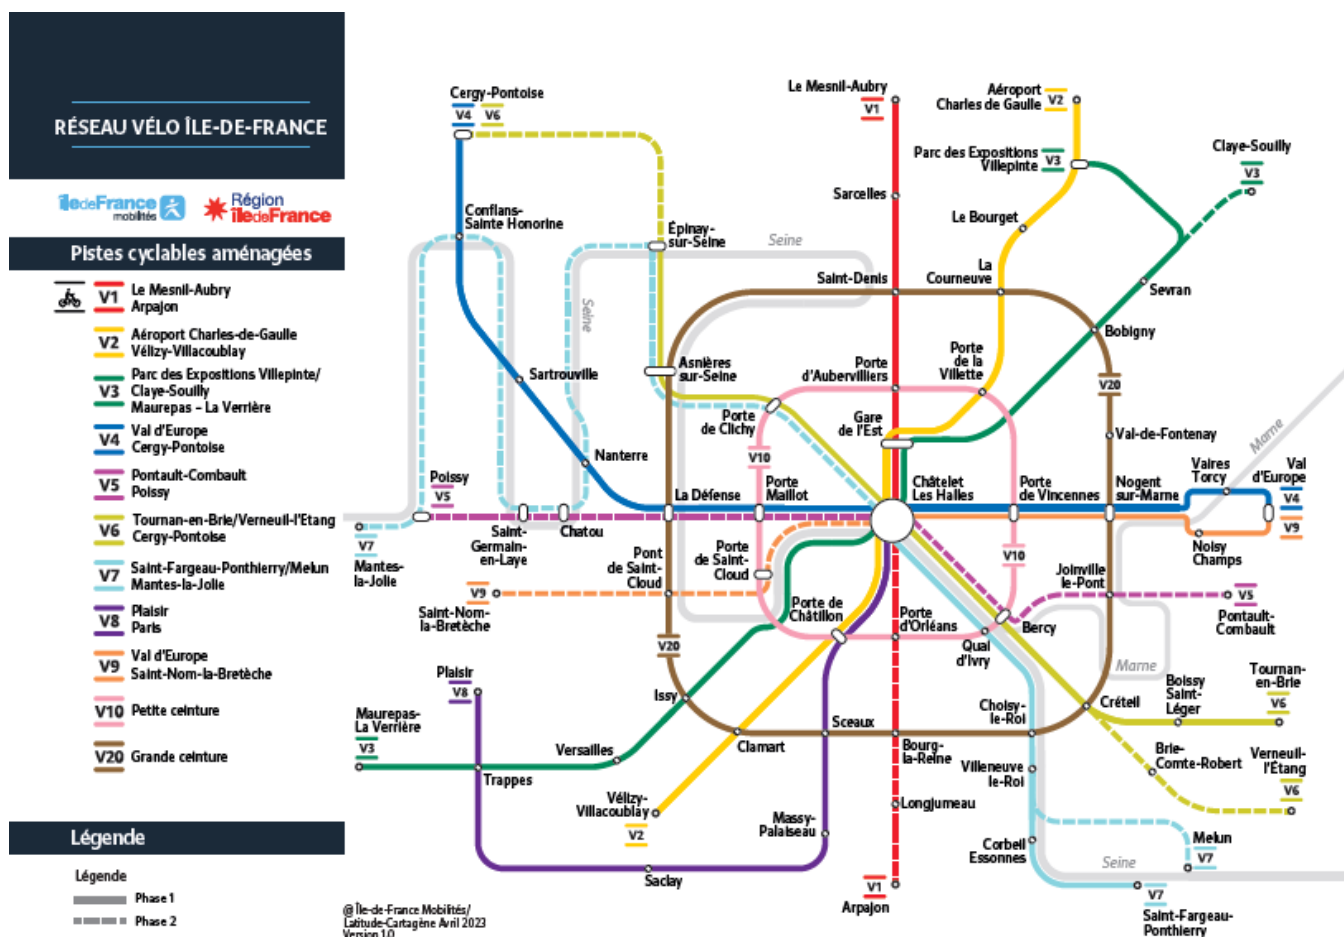 RÉSEAU VÉLO ÎLE-DE-FRANCE
îledeFrance
mobilités
Région
îledeFrance
Pistes cyclables aménagées
V1
Le Mesnil-Aubry
Arpajon
V2
Aéroport Charles-de-Gaulle
Vélizy-Villacoublay
V3
Parc des Expositions Villepinte/
Claye-Souilly
Maurepas – La Verrière
V4
Val d'Europe
Cergy-Pontoise
V5
Pontault-Combault
Poissy
V6
Tournan-en-Brie/Verneuil-l'Etang
Cergy-Pontoise
V7
Saint-Fargeau-Ponthierry/Melun
Mantes-la-Jolie
V8
Plaisir
Paris
V9
Val d'Europe
Saint-Nom-la-Bretèche
V10
Petite ceinture
V20
Grande ceinture
Légende
Légende
Phase 1
Phase 2
@ Île-de-France Mobilités/
Latitude-Cartagène Avril 2023
Version 1.0
Cergy-Pontoise
V4
V6
Le Mesnil-Aubry
V1
Aéroport
Charles de Gaulle
V2
Parc des Expositions
Villepinte
V3
Claye-Souilly
V3
Sarcelles
Le Bourget
Conflans-
Sainte Honorine
Épinay-
sur-Seine
Seine
Seine
Saint-Denis
La
Courneuve
Sevran
Bobigny
Sartrouville
Asnières
sur-Seine
Porte
d'Aubervilliers
Porte
de la
Villette
V20
Porte
de Clichy
Gare
de l'Est
Val-de-Fontenay
Marne
Nanterre
V10
Poissy
V5
La Défense
Porte
Maillot
Châtelet
Les Halles
Porte
de Vincennes
Nogent
sur-Marne
Vaires
Torcy
Val
d'Europe
V4
V9
V7
Mantes-
la-Jolie
Saint-
Germain-
en-Laye
Chatou
Pont
de Saint-
Cloud
Porte
de Saint-
Cloud
V10
Noisy
Champs
Joinville
le-Pont
V9
Saint-Nom-
la-Bretèche
Porte de
Châtillon
Porte
d'Orléans
Quai
d'Ivry
Bercy
V5
Pontault-
Combault
V20
Marne
Plaisir
V8
Issy
Maurepas-
La Verrière
V3
Versailles
Trappes
Clamart
Sceaux
Bourg-
la-Reine
Choisy-
le-Roi
Créteil
Boissy
Saint-
Léger
Tournan-
en-Brie
V6
Brie-
Comte-Robert
Verneuil-
l'Étang
V6
Villeneuve
le-Roi
Vélizy-
Villacoublay
V2
Massy-
Palaiseau
Longjumeau
Corbeil
Essonnes
Melun
V7
Seine
Saclay
V1
Arpajon
V7
Saint-Fargeau-
Ponthierry